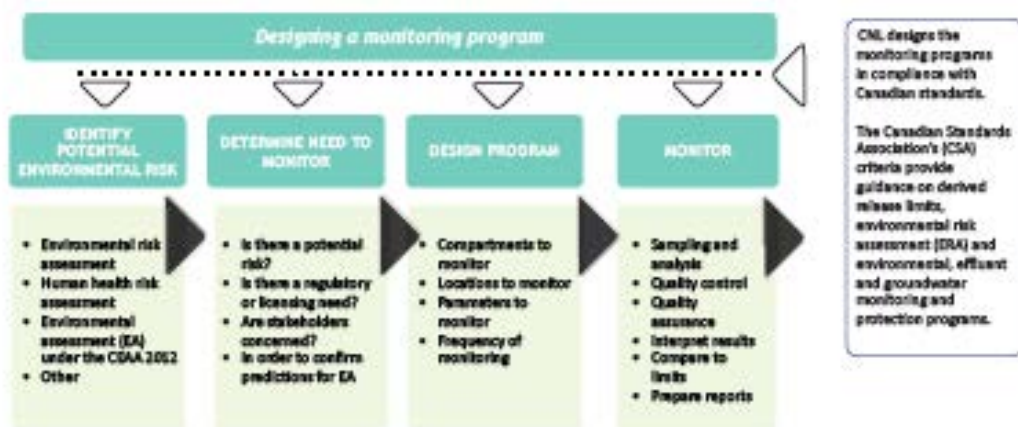 Designing a monitoring program
IDENTIFY
POTENTIAL
ENVIRONMENTAL RISK
• Environmental risk
assessment
• Human health risk
assessment
• Environmental
assessment (EA)
under the CEAA 2012
• Other
DETERMINE NEED TO
MONITOR
• Is there a potential
risk?
• Is there a regulatory
or licensing need?
• Are stakeholders
concerned?
• In order to confirm
predictions for EA
DESIGN PROGRAM
• Compartments to
monitor
• Locations to monitor
• Parameters to
monitor
• Frequency of
monitoring
MONITOR
• Sampling and
analysis
• Quality control
• Quality
assurance
• Interpret results
• Compare to
limits
• Prepare reports
CNL designs the
monitoring programs
in compliance with
Canadian standards.
The Canadian Standards
Association's (CSA)
criteria provide
guidance on derived
release limits,
environmental risk
assessment (ERA) and
environmental, effluent
and groundwater
monitoring and
protection programs.